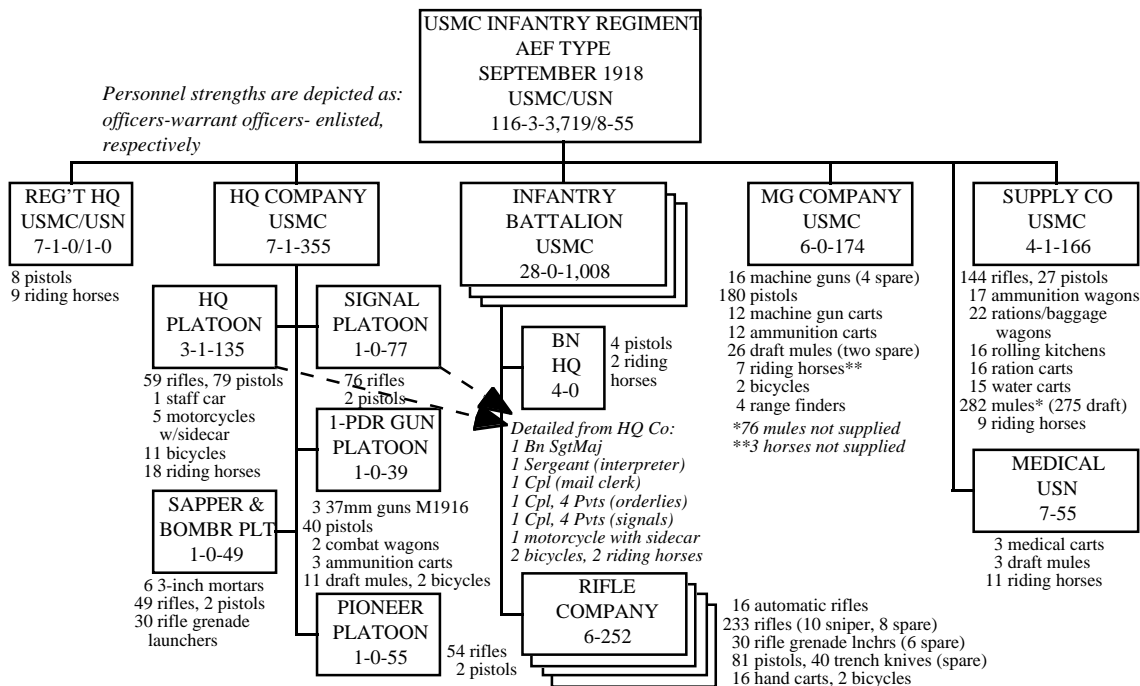 USMC INFANTRY REGIMENT
AEF TYPE
SEPTEMBER 1918
USMC/USN
116-3-3,719/8-55
Personnel strengths are depicted as:
officers-warrant officers- enlisted,
respectively
REG'T HQ
USMC/USN
7-1-0/1-0
8 pistols
9 riding horses
HQ COMPANY
USMC
7-1-355
HQ
PLATOON
3-1-135
59 rifles, 79 pistols
1 staff car
5 motorcycles
w/sidecar
11 bicycles
18 riding horses
SIGNAL
PLATOON
1-0-77
76 rifles
2 pistols
1-PDR GUN
PLATOON
1-0-39
3 37mm guns M1916
40 pistols
2 combat wagons
3 ammunition carts
11 draft mules, 2 bicycles
SAPPER &
BOMBR PLT
1-0-49
6 3-inch mortars
49 rifles, 2 pistols
30 rifle grenade
launchers
PIONEER
PLATOON
1-0-55
54 rifles
2 pistols
INFANTRY
BATTALION
USMC
28-0-1,008
BN
HQ
4-0
4 pistols
2 riding
horses
Detailed from HQ Co:
1 Bn SgtMaj
1 Sergeant (interpreter)
1 Cpl (mail clerk)
1 Cpl, 4 Pvts (orderlies)
1 Cpl, 4 Pvts (signals)
1 motorcycle with sidecar
2 bicycles, 2 riding horses
RIFLE
COMPANY
6-252
16 automatic rifles
233 rifles (10 sniper, 8 spare)
30 rifle grenade lnchrs (6 spare)
81 pistols, 40 trench knives (spare)
16 hand carts, 2 bicycles
MG COMPANY
USMC
6-0-174
16 machine guns (4 spare)
180 pistols
12 machine gun carts
12 ammunition carts
26 draft mules (two spare)
7 riding horses**
2 bicycles
4 range finders
*76 mules not supplied
**3 horses not supplied
SUPPLY CO
USMC
4-1-166
144 rifles, 27 pistols
17 ammunition wagons
22 rations/baggage
wagons
16 rolling kitchens
16 ration carts
15 water carts
282 mules* (275 draft)
9 riding horses
MEDICAL
USN
7-55
3 medical carts
3 draft mules
11 riding horses